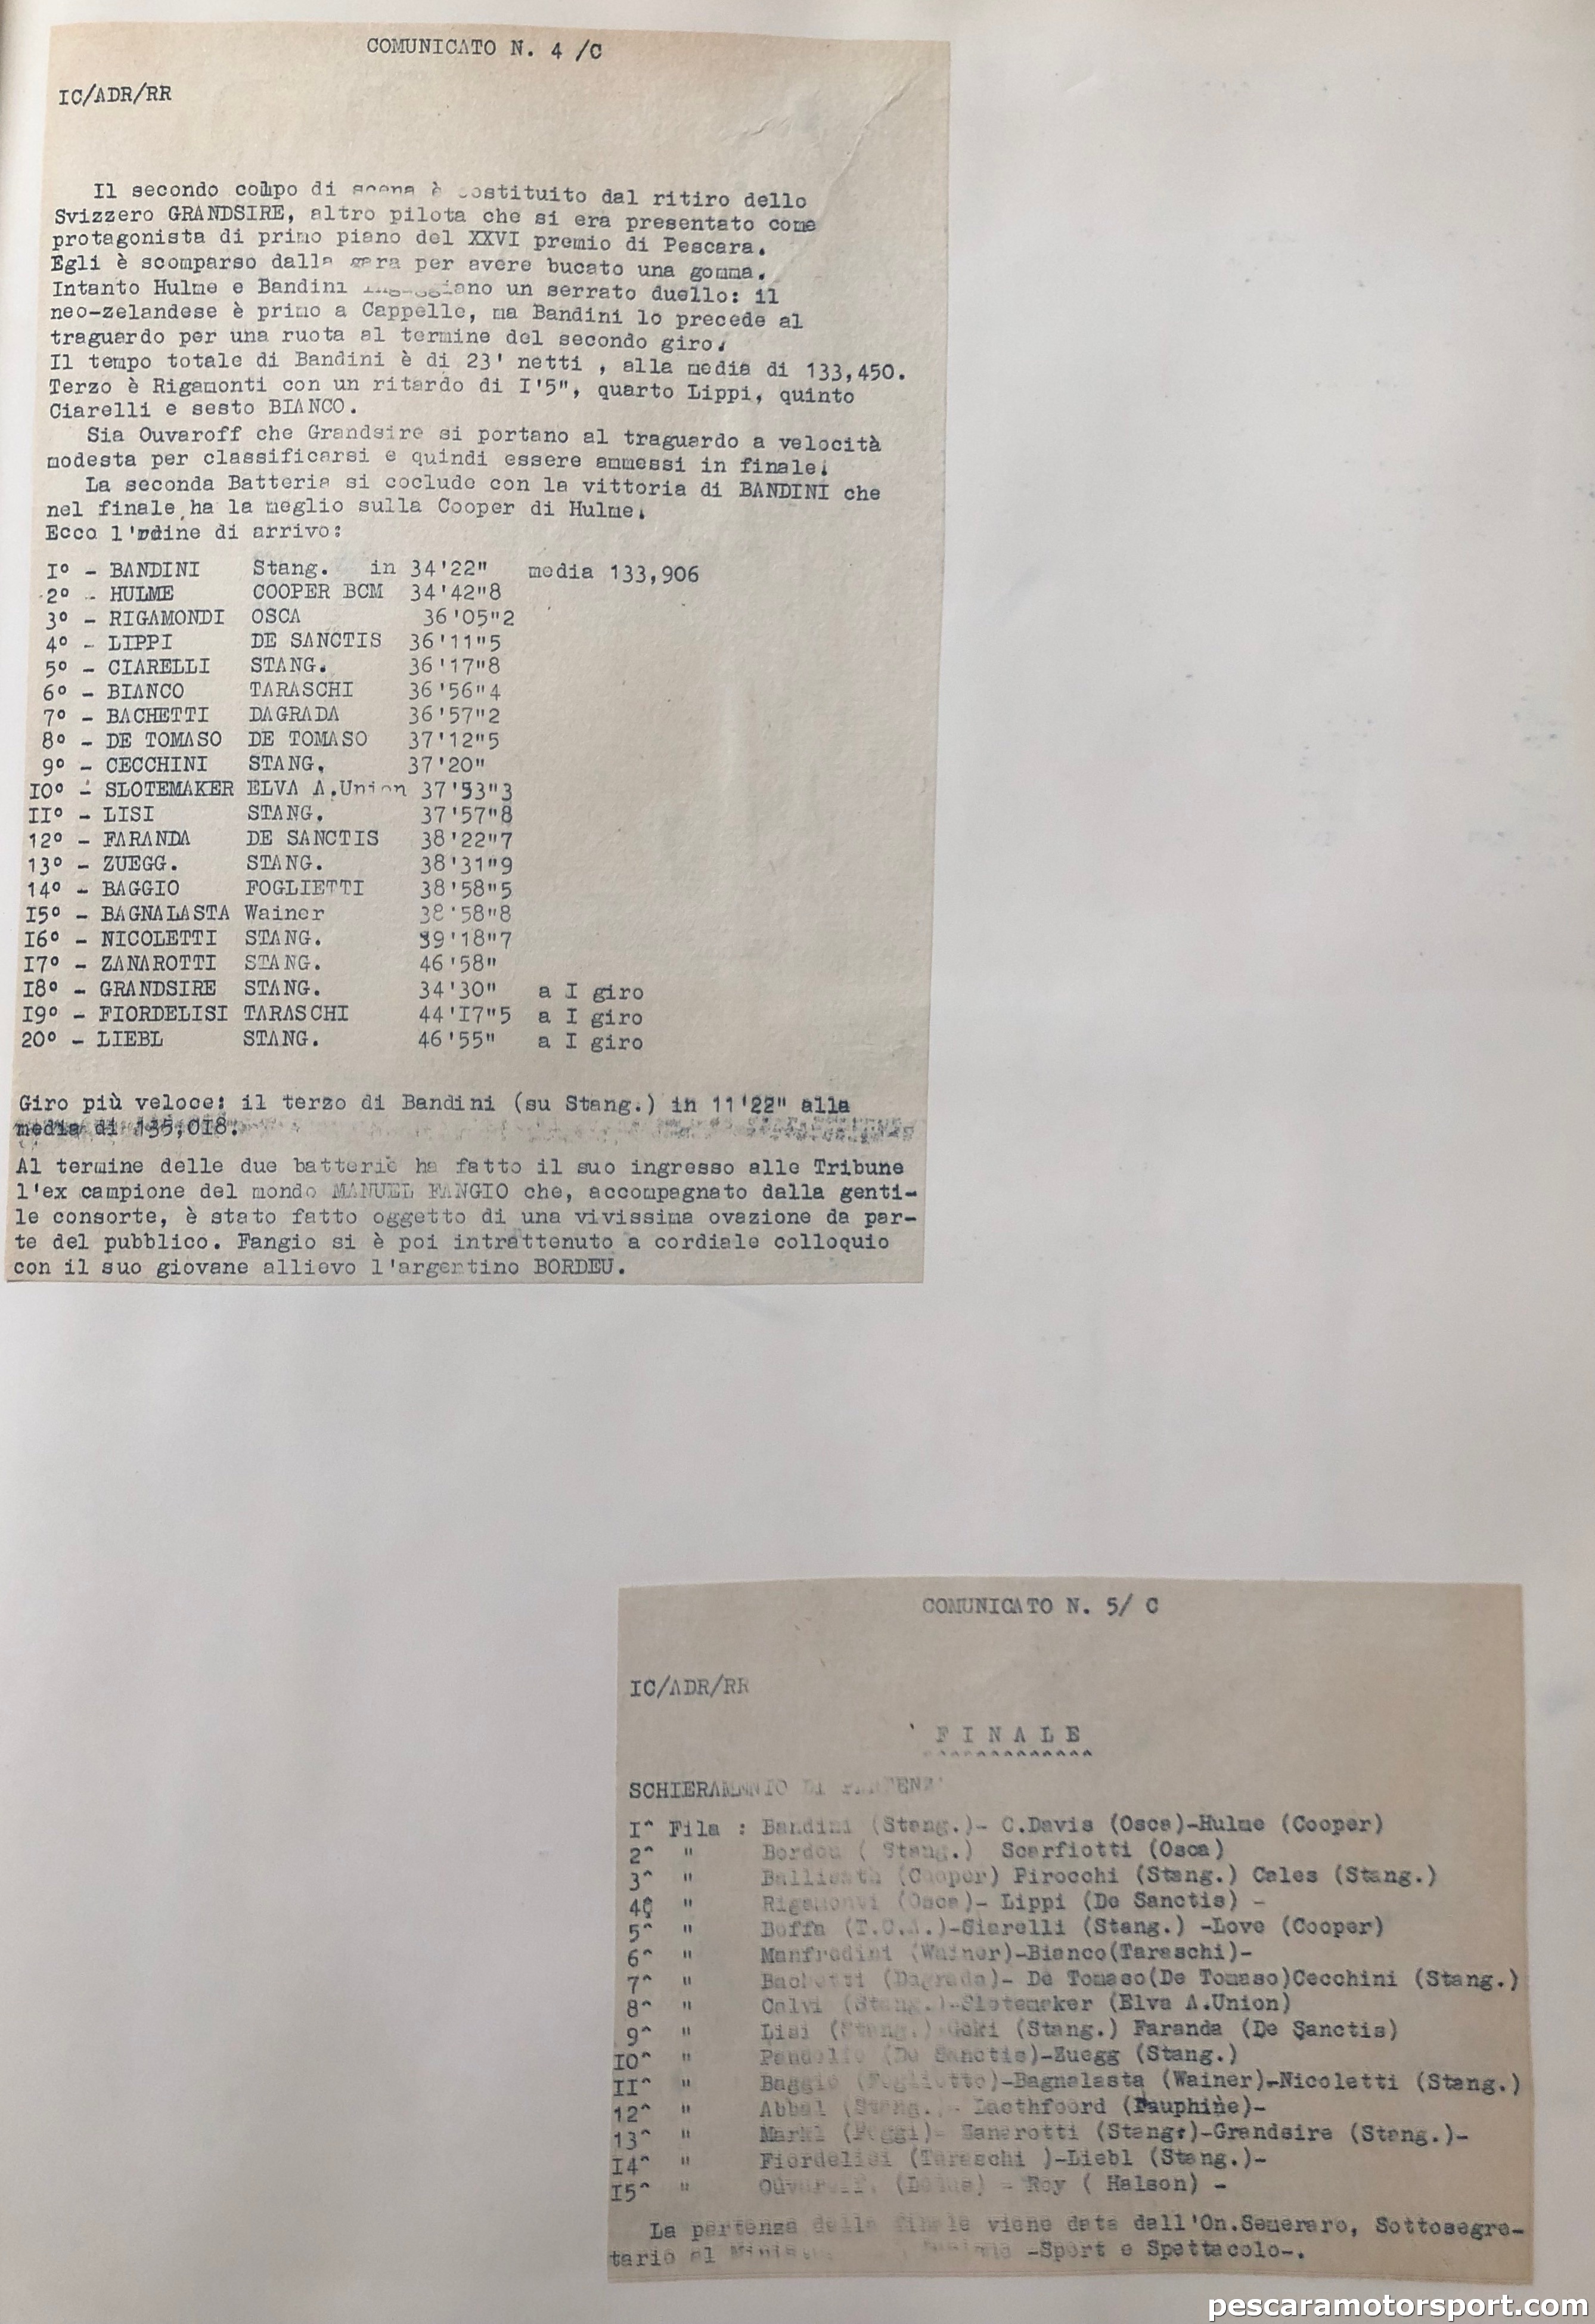 COMUNICATO N. 4 /C
IC/ADR/RR
Il secondo colmpo di scena è costituito dal ritiro dello
Svizzero GRANDSIRE, altro pilota che si era presentato come
protagonista di primo piano del XXVI premio di Pescara.
Egli è scomparso dalla gara per avere bucato una gomma.
Intanto Hulme e Bandini ingaggiano un serrato duello: il
neo-zelandese è primo a Cappelle, ma Bandini lo precede al
traguardo per una ruota al termine del secondo giro.
Il tempo totale di Bandini è di 23' netti , alla media di 133,450.
Terzo è Rigamonti con un ritardo di I'5", quarto Lippi, quinto
Ciarelli e sesto BIANCO.
Sia Ouvaroff che Grandsire si portano al traguardo a velocità
modesta per classificarsi e quindi essere ammessi in finale.
La seconda Batteria si coclude con la vittoria di BANDINI che
nel finale ha la meglio sulla Cooper di Hulme.
Ecco l'rdine di arrivo:
I° - BANDINI Stang. in 34'22" media 133,906
2° - HULME COOPER BCM 34'42"8
3° - RIGAMONDI OSCA 36'05"2
4° - LIPPI DE SANCTIS 36'11"5
5° - CIARELLI STANG. 36'17"8
6° - BIANCO TARASCHI 36'56"4
7° - BACHETTI DAGRADA 36'57"2
8° - DE TOMASO DE TOMASO 37'12"5
9° - CECCHINI STANG. 37'20"
IO° - SLOTEMAKER ELVA A.Union 37'53"3
II° - LISI STANG. 37'57"8
12° - FARANDA DE SANCTIS 38'22"7
13° - ZUEGG. STANG. 38'31"9
14° - BAGGIO FOGLIETTI 38'58"5
I5° - BAGNALASTA Wainer 38'58"8
I6° - NICOLETTI STANG. 39'18"7
I7° - ZANAROTTI STANG. 46'58"
I8° - GRANDSIRE STANG. 34'30" a I giro
I9° - FIORDELISI TARASCHI 44'I7"5 a I giro
20° - LIEBL STANG. 46'55" a I giro
Giro più veloce: il terzo di Bandini (su Stang.) in 11'22" alla
media di 135,018.
Al termine delle due batterie ha fatto il suo ingresso alle Tribune
l'ex campione del mondo MANUEL FANGIO che, accompagnato dalla genti-
le consorte, è stato fatto oggetto di una vivissima ovazione da par-
te del pubblico. Fangio si è poi intrattenuto a cordiale colloquio
con il suo giovane allievo l'argentino BORDEU.
COMUNICATO N. 5/ C
IC/ADR/RR
F I N A L E
^^^^^^^^^^^^^
SCHIERAMENTO DI PARTENZA
I^ Fila : Bandini (Stang.)- C.Davis (Osca)-Hulme (Cooper)
2^ " Bordeu ( Stang.) Scarfiotti (Osca)
3^ " (Cooper) Pirocchi (Stang.) Cales (Stang.)
4^ " (Osca)- Lippi (De Sanctis) -
5^ " Boffa -Ciarelli (Stang.) -Love (Cooper)
6^ " Manfredini (Wainer)-Bianco(Taraschi)-
7^ " Bachetti (Dagrada)- De Tomaso(De Tomaso)Cecchini (Stang.)
8^ " Calvi (Stang.)-Slotemaker (Elva A.Union)
9^ " Lisi (Stang.) Geki (Stang.) Faranda (De Sanctis)
IO^ " (De Sanctis)-Zuegg (Stang.)
II^ " Baggio (Foglietto)-Bagnalasta (Wainer)-Nicoletti (Stang.)
12^ " (Stang.)- (Dauphine)-
13^ " (Poggi)- Zanarotti (Stang.)-Grandsire (Stang.)-
I4^ " Fiordelisi (Taraschi )-Liebl (Stang.)-
I5^ " (Lotus) - Roy ( Halson) -
La partenza della finale viene data dall'On.Semeraro, Sottosegre-
tario al -Sport e Spettacolo-.
pescaramotorsport.com